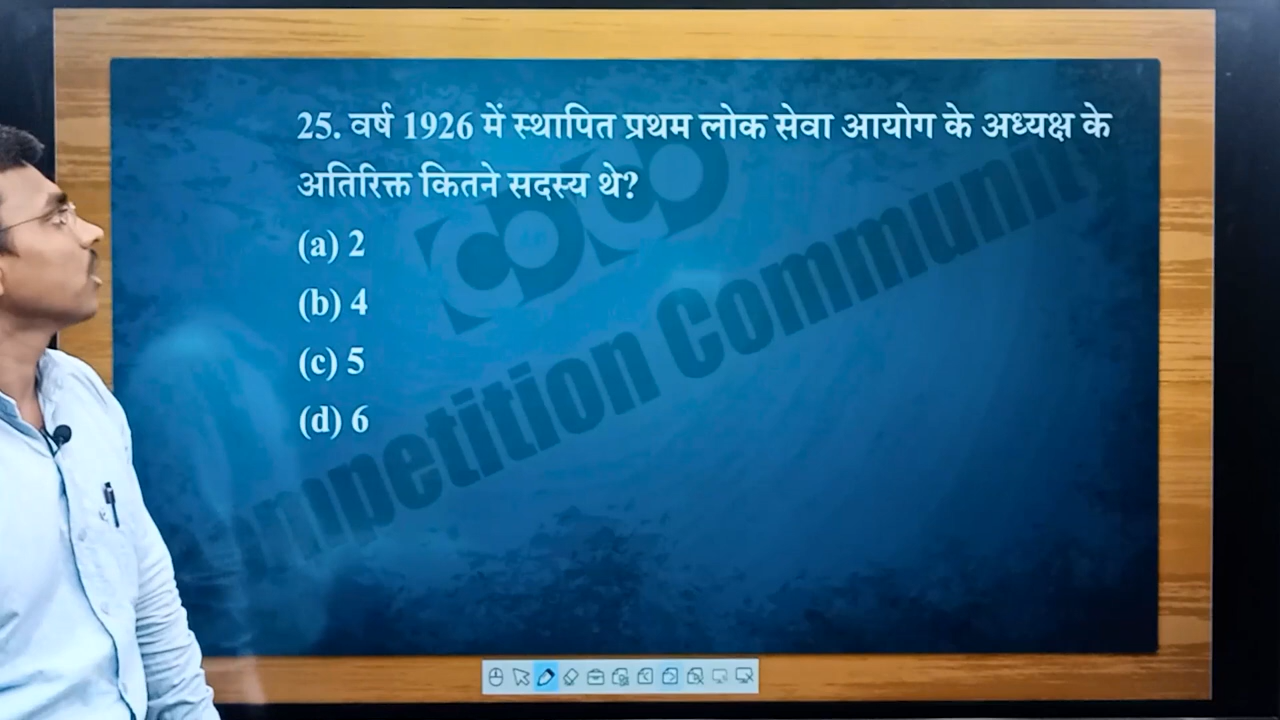 25. वर्ष 1926 में स्थापित प्रथम लोक सेवा आयोग के अध्यक्ष के
अतिरिक्त कितने सदस्य थे?
(a) 2
(b) 4
(c) 5
(d) 6
Competition Community